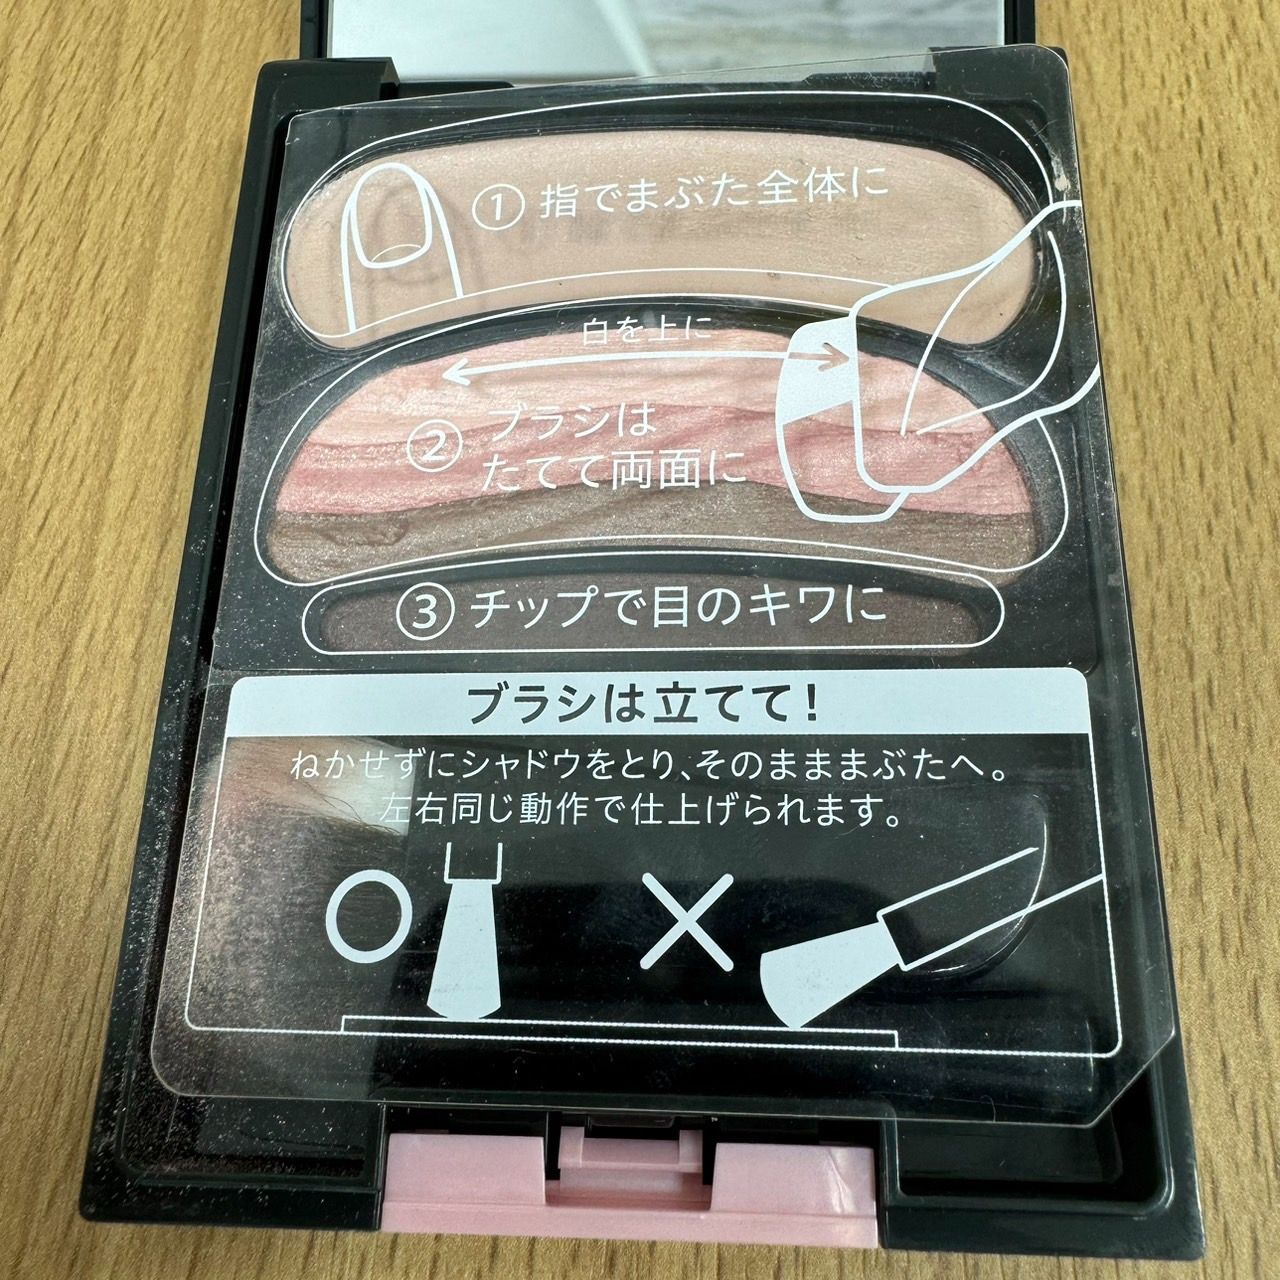 ① 指でまぶた全体に
白を上に
② ブラシは
たてて両面に
③ チップで目のキワに
ブラシは立てて！
ねかせずにシャドウをとり、そのまままぶたへ。
左右同じ動作で仕上げられます。